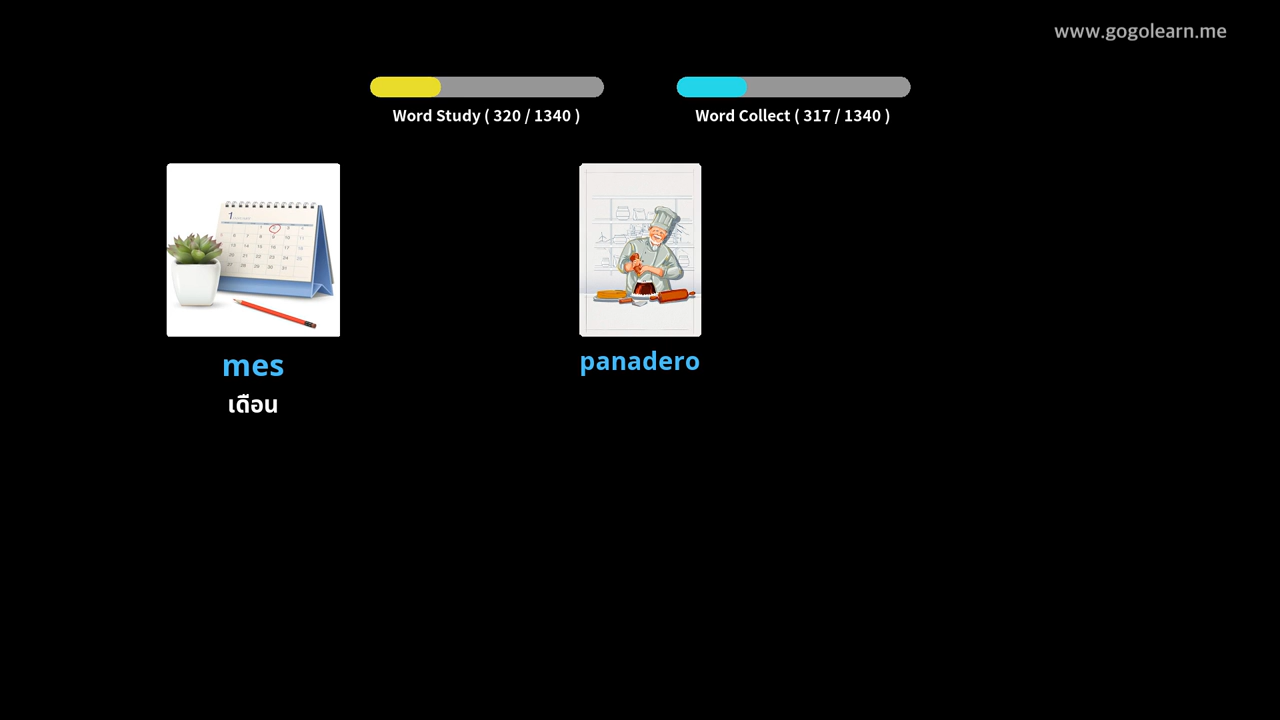 www.gogolearn.me
Word Study ( 320 / 1340 )
Word Collect ( 317 / 1340 )
mes
เดือน
panadero